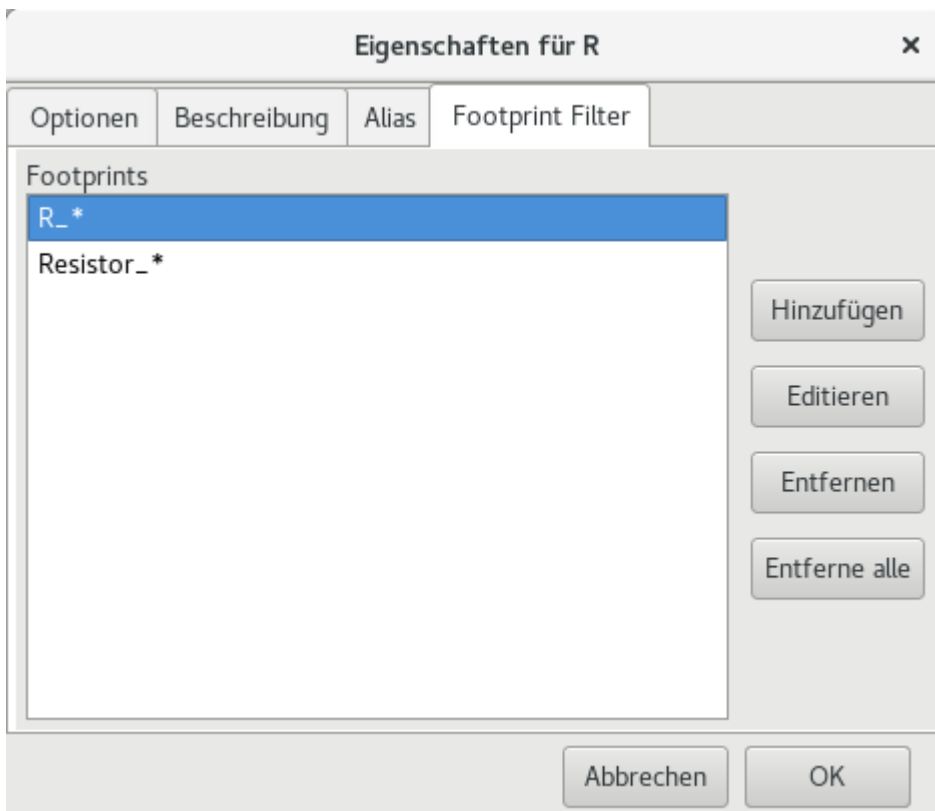 Eigenschaften für R ×
Optionen Beschreibung Alias Footprint Filter
Footprints
R_*
Resistor_*
Hinzufügen
Editieren
Entfernen
Entferne alle
Abbrechen OK